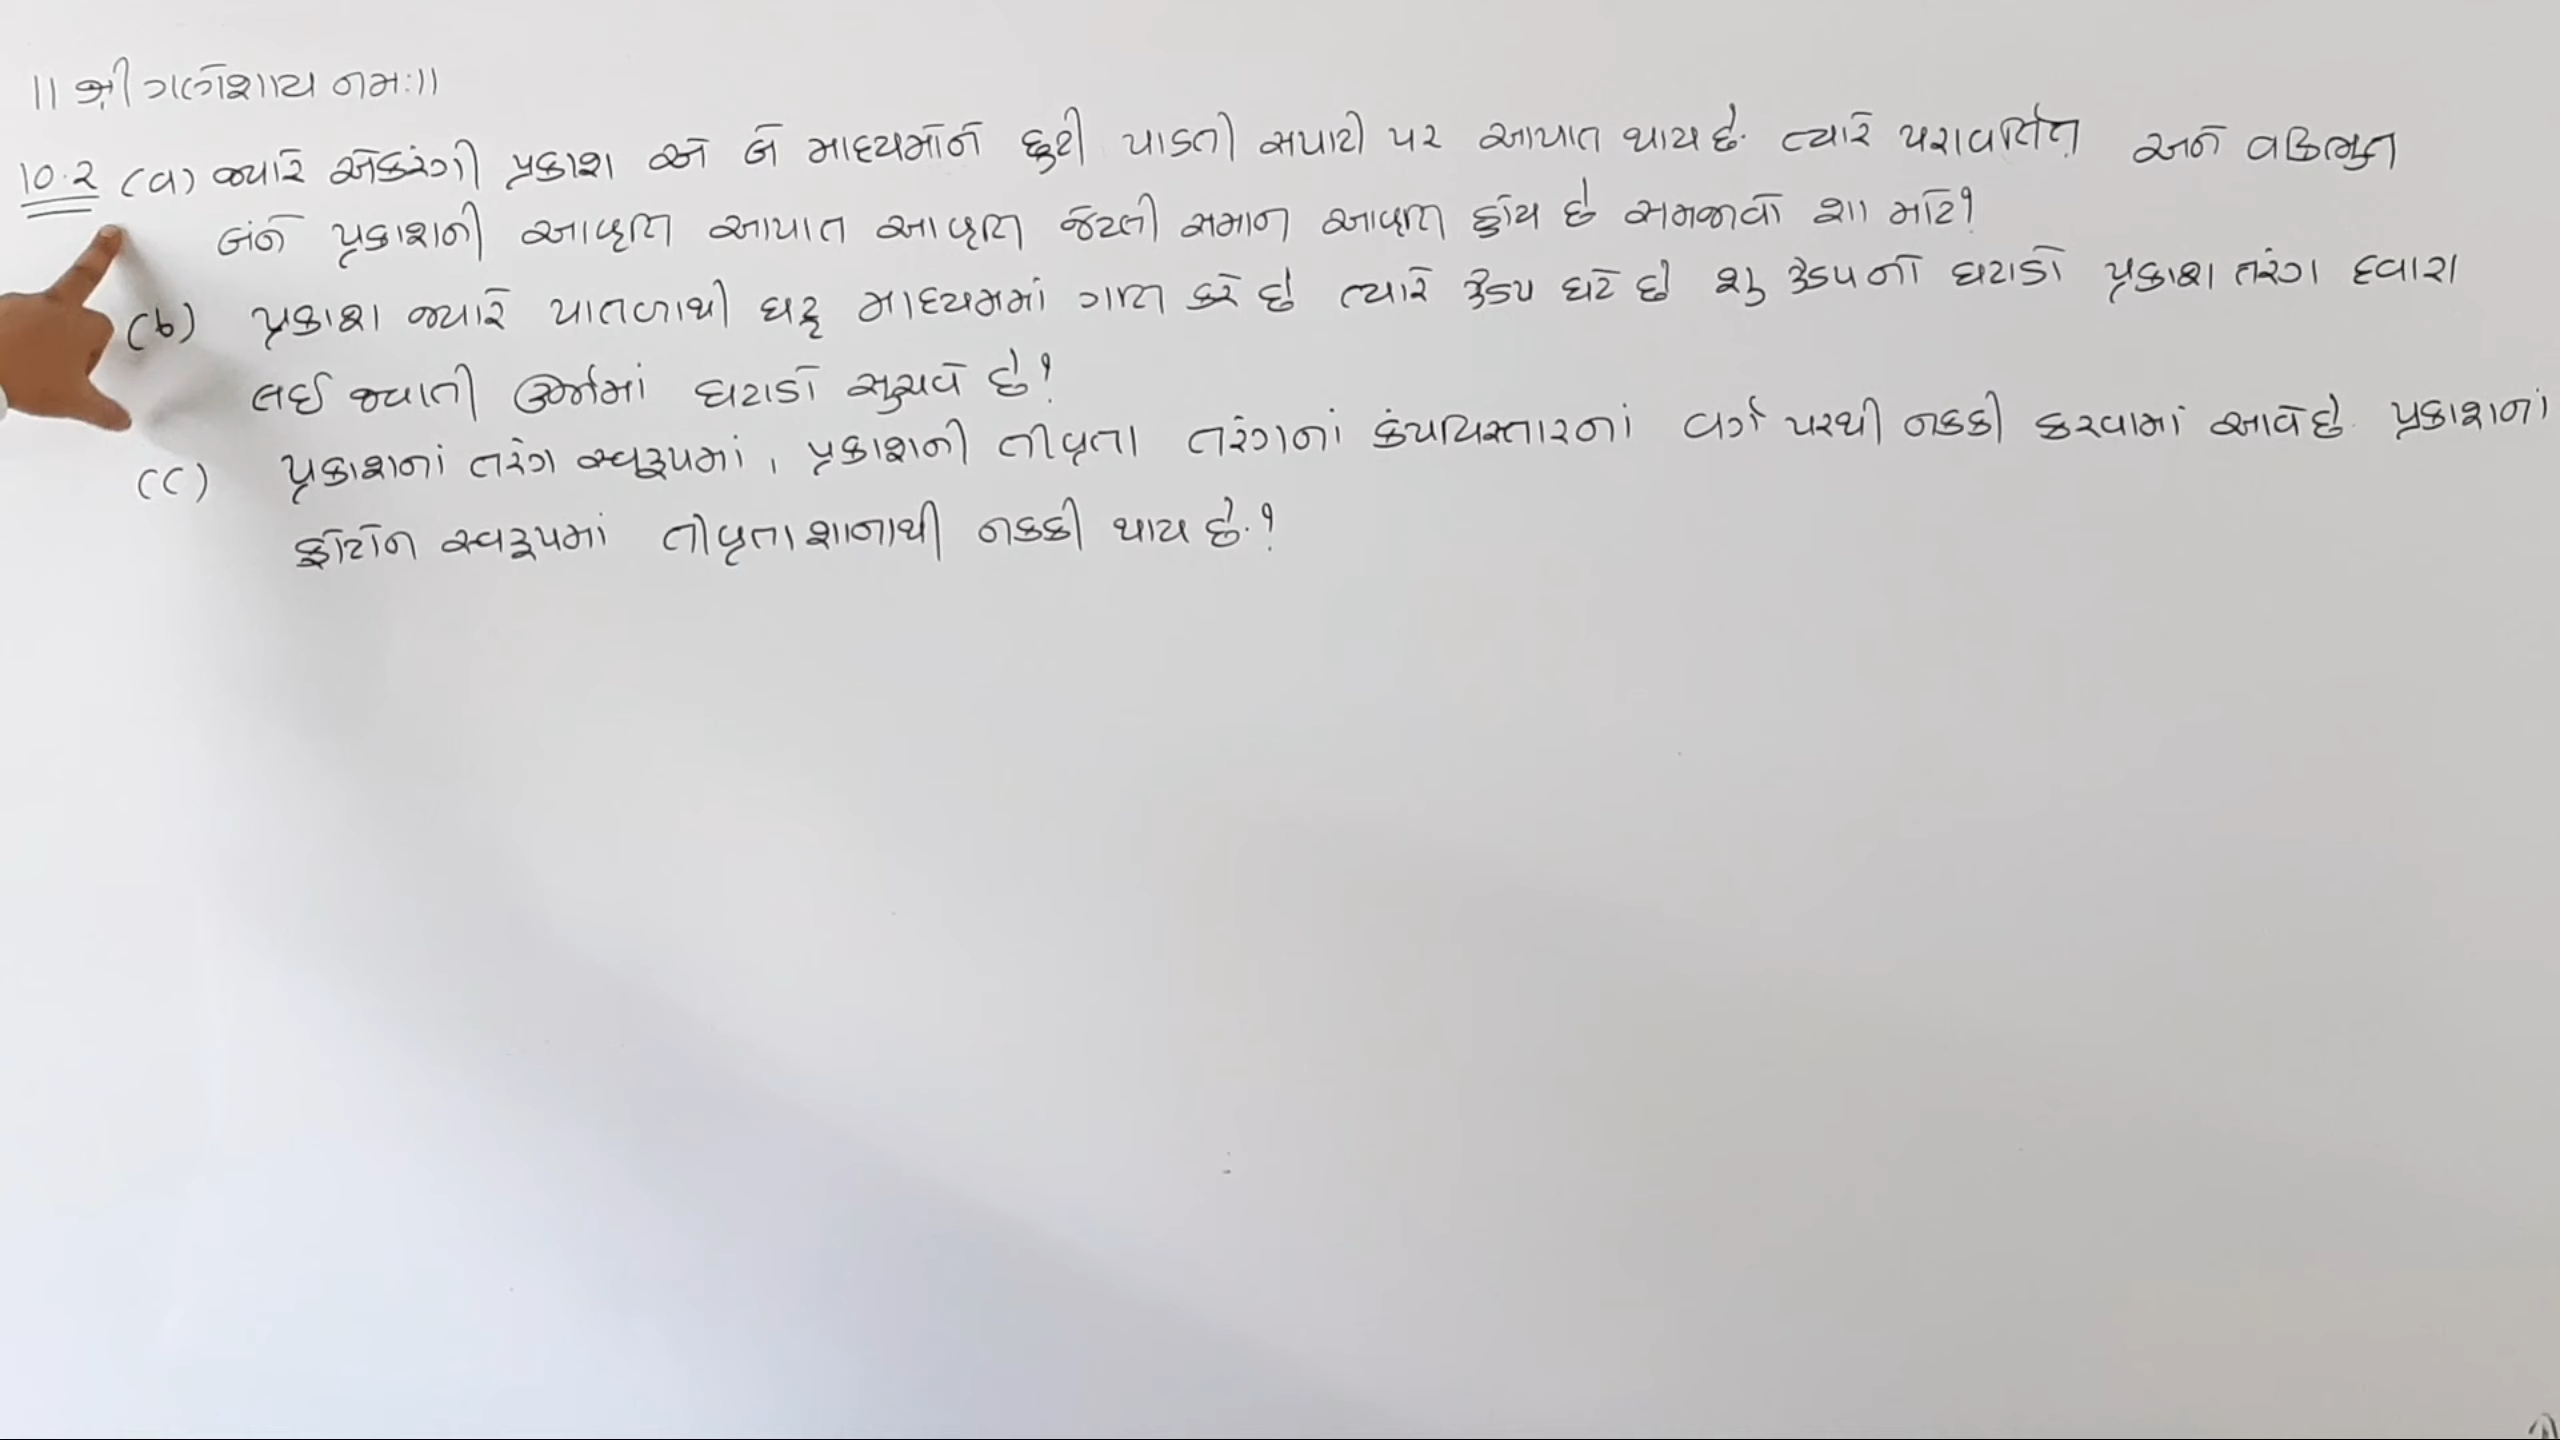 ।। શ્રી ગણેશાય નમઃ।।
10.2 (a) જ્યારે એકરંગી પ્રકાશ એ બે માધ્યમોને છુટી પાડતી સપાટી પર આપાત થાય છે. ત્યારે પરાવર્તિત અને વક્રિભુત
બંને પ્રકાશની આવૃત્તિ આપાત આવૃત્તિ જેટલી સમાન આવૃત્તિ હોય છે સમજાવો શા માટે?
(b) પ્રકાશ જ્યારે પાતળાથી ઘટ્ટ માધ્યમમાં ગતિ કરે છે ત્યારે ઝડપ ઘટે છે શુ ઝડપનો ઘટાડો પ્રકાશ તરંગ દ્વારા
લઈ જવાતી ઊર્જામાં ઘટાડો સુચવે છે?
(c) પ્રકાશનાં તરંગ સ્વરૂપમાં, પ્રકાશની તીવ્રતા તરંગનાં કંપવિસ્તારનાં વર્ગ પરથી નક્કી કરવામાં આવે છે. પ્રકાશનાં
ફોટોન સ્વરૂપમાં તીવ્રતા શાનાથી નક્કી થાય છે.?